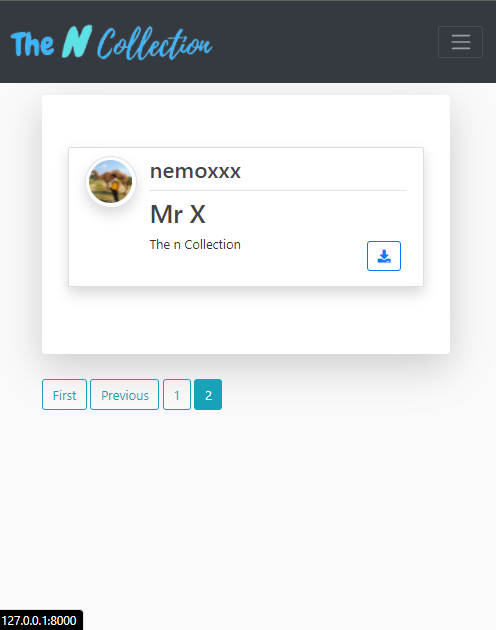 The N Collection
nemoxxx
Mr X
The n Collection
First Previous 1 2
127.0.0.1:8000